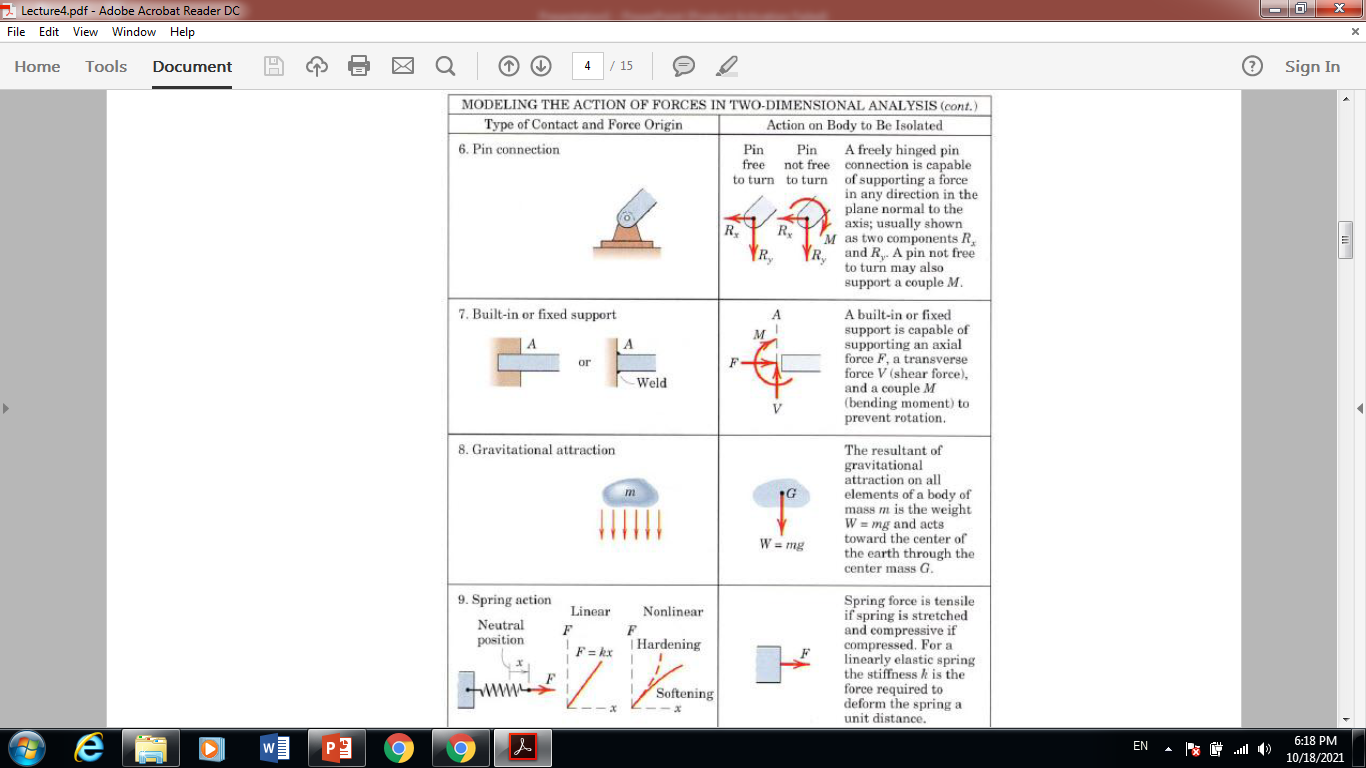 Lecture4.pdf - Adobe Acrobat Reader DC
File Edit View Window Help
Home Tools Document 4 / 15 Sign In
MODELING THE ACTION OF FORCES IN TWO-DIMENSIONAL ANALYSIS (cont.)
Type of Contact and Force Origin
Action on Body to Be Isolated
6. Pin connection
Pin free to turn
Pin not free to turn
Rx
Ry
Rx
M
Ry
A freely hinged pin
connection is capable
of supporting a force
in any direction in the
plane normal to the
axis; usually shown
as two components Rx
and Ry. A pin not free
to turn may also
support a couple M.
7. Built-in or fixed support
A
or
A
Weld
A
M
F
V
A built-in or fixed
support is capable of
supporting an axial
force F, a transverse
force V (shear force),
and a couple M
(bending moment) to
prevent rotation.
8. Gravitational attraction
m
G
W = mg
The resultant of
gravitational
attraction on all
elements of a body of
mass m is the weight
W = mg and acts
toward the center of
the earth through the
center mass G.
9. Spring action
Neutral
position
x
F
Linear
F
F = kx
x
Nonlinear
F
Hardening
Softening
x
F
Spring force is tensile
if spring is stretched
and compressive if
compressed. For a
linearly elastic spring
the stiffness k is the
force required to
deform the spring a
unit distance.
EN
6:18 PM
10/18/2021